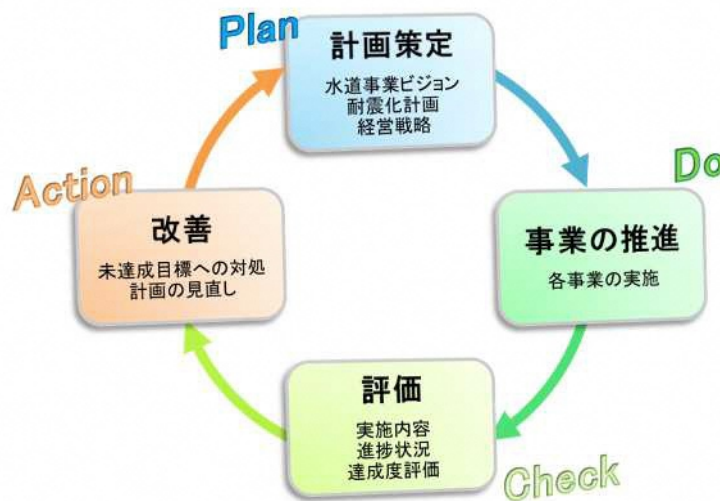 Plan
計画策定
水道事業ビジョン
耐震化計画
経営戦略
Do
事業の推進
各事業の実施
Check
評価
実施内容
進捗状況
達成度評価
Action
改善
未達成目標への対処
計画の見直し